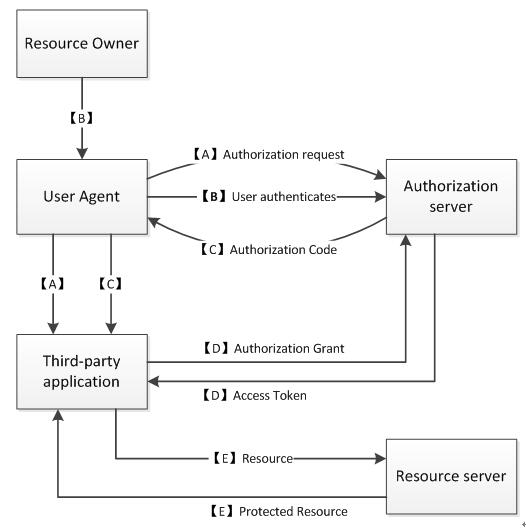 Resource Owner
【B】
【A】 Authorization request
User Agent
【B】 User authenticates
Authorization
server
【C】 Authorization Code
【A】
【C】
Third-party
application
【D】 Authorization Grant
【D】 Access Token
【E】 Resource
Resource server
【E】 Protected Resource